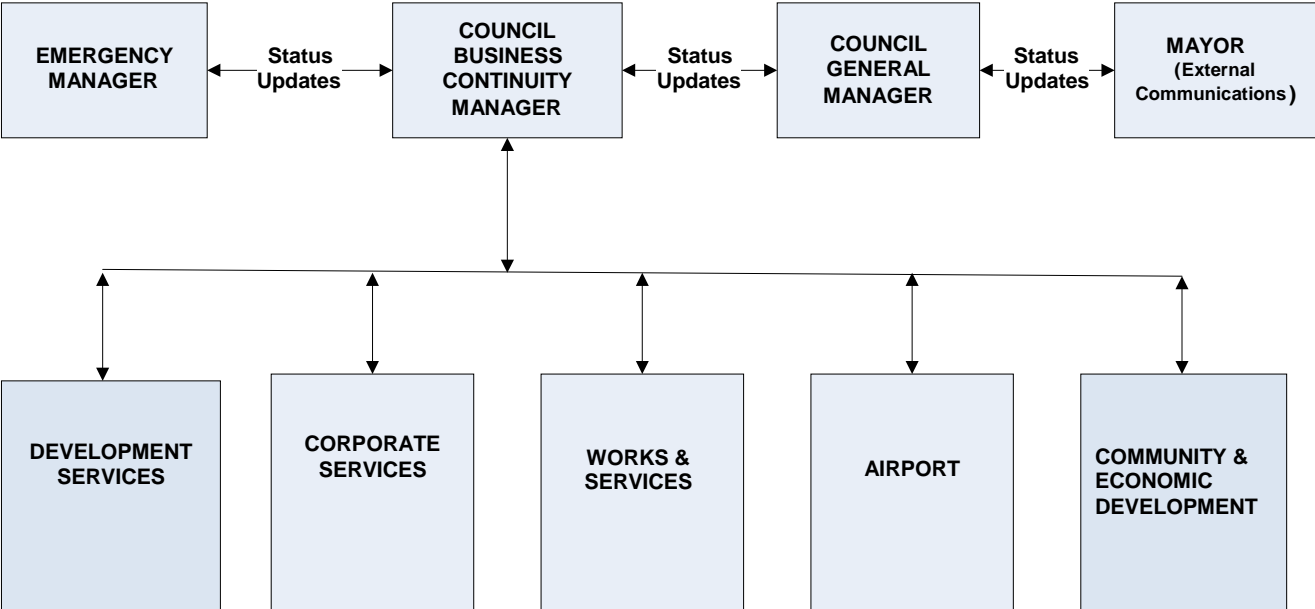 EMERGENCY
MANAGER
Status
Updates
COUNCIL
BUSINESS
CONTINUITY
MANAGER
Status
Updates
COUNCIL
GENERAL
MANAGER
Status
Updates
MAYOR
(External
Communications)
DEVELOPMENT
SERVICES
CORPORATE
SERVICES
WORKS &
SERVICES
AIRPORT
COMMUNITY &
ECONOMIC
DEVELOPMENT